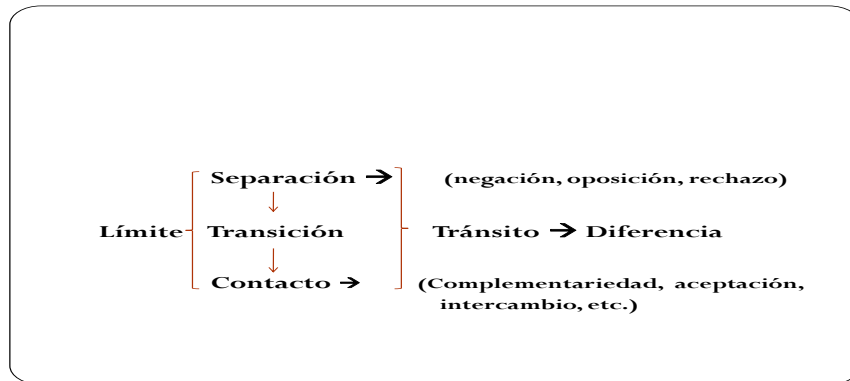 Separación → (negación, oposición, rechazo)
↓
Límite Transición Tránsito → Diferencia
↓
Contacto → (Complementariedad, aceptación,
intercambio, etc.)